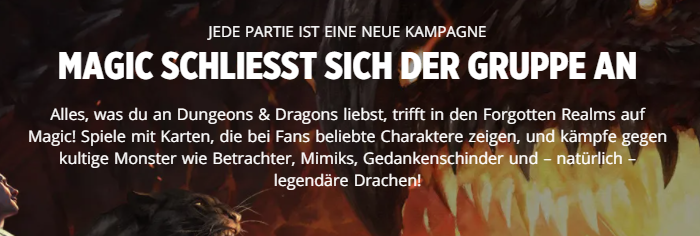 JEDE PARTIE IST EINE NEUE KAMPAGNE
MAGIC SCHLIESST SICH DER GRUPPE AN
Alles, was du an Dungeons & Dragons liebst, trifft in den Forgotten Realms auf
Magic! Spiele mit Karten, die bei Fans beliebte Charaktere zeigen, und kämpfe gegen
kultige Monster wie Betrachter, Mimiks, Gedankenschinder und – natürlich –
legendäre Drachen!